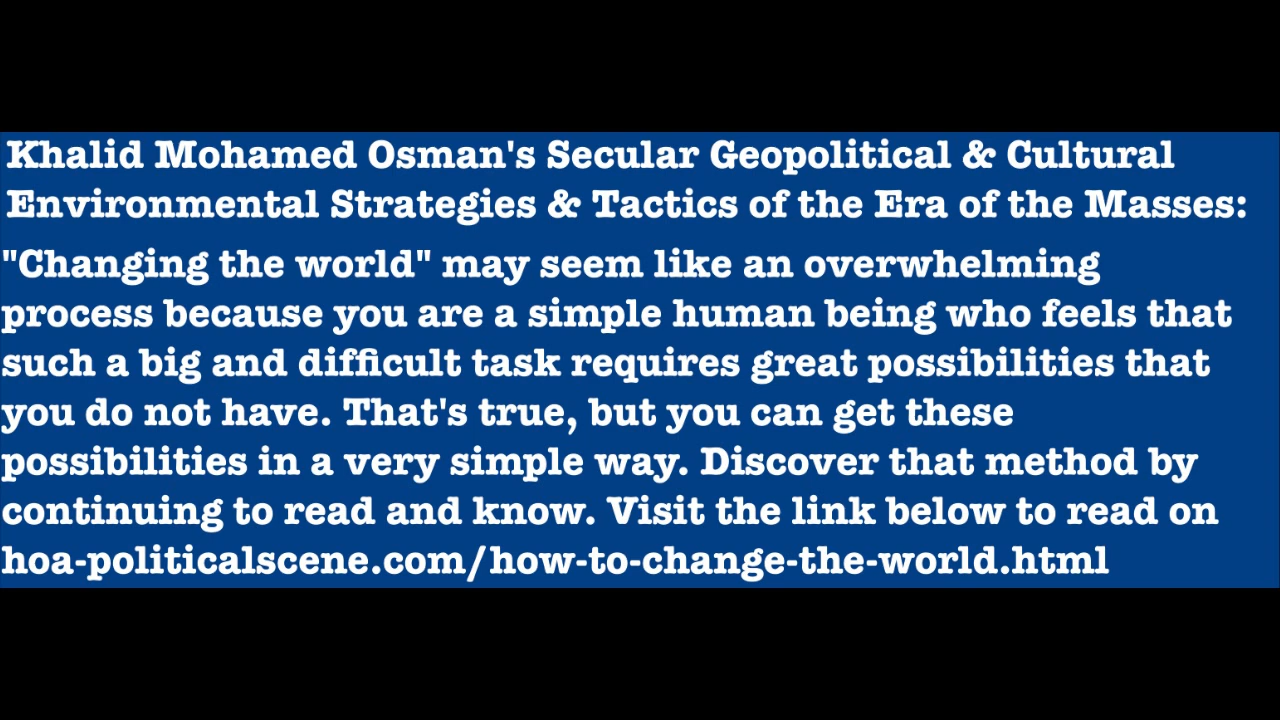 Khalid Mohamed Osman's Secular Geopolitical & Cultural
Environmental Strategies & Tactics of the Era of the Masses:
"Changing the world" may seem like an overwhelming
process because you are a simple human being who feels that
such a big and difficult task requires great possibilities that
you do not have. That's true, but you can get these
possibilities in a very simple way. Discover that method by
continuing to read and know. Visit the link below to read on
hoa-politicalscene.com/how-to-change-the-world.html